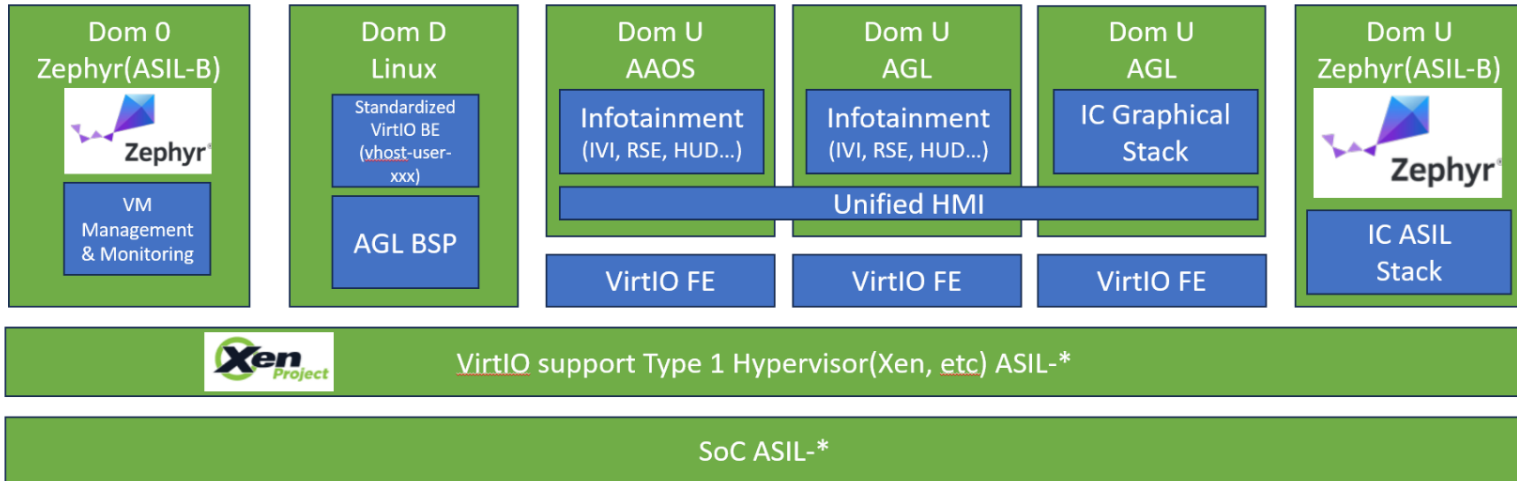 Dom 0
Zephyr(ASIL-B)
Zephyr®
VM
Management
& Monitoring
Dom D
Linux
Standardized
VirtIO BE
(vhost-user-
xxx)
AGL BSP
Dom U
AAOS
Infotainment
(IVI, RSE, HUD...)
Dom U
AGL
Infotainment
(IVI, RSE, HUD...)
Dom U
AGL
IC Graphical
Stack
Unified HMI
VirtIO FE
VirtIO FE
VirtIO FE
Dom U
Zephyr(ASIL-B)
Zephyr®
IC ASIL
Stack
Xen
Project
VirtIO support Type 1 Hypervisor(Xen, etc) ASIL-*
SoC ASIL-*